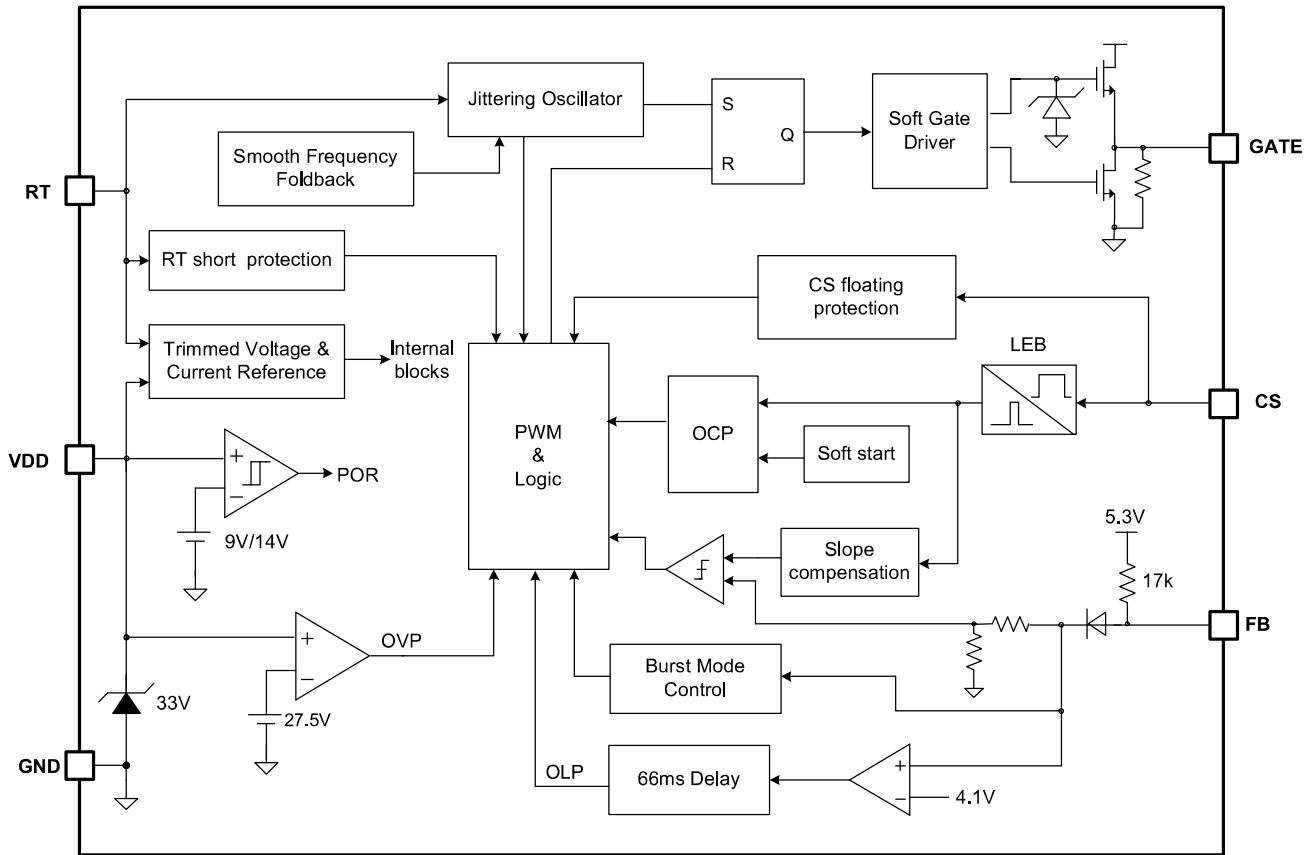 Jittering Oscillator
S
R
Q
Soft Gate
Driver
GATE
Smooth Frequency
Foldback
RT
RT short protection
CS floating
protection
Trimmed Voltage &
Current Reference
Internal
blocks
LEB
CS
PWM
&
Logic
OCP
Soft start
VDD
+
−
POR
9V/14V
Slope
compensation
5.3V
17k
FB
+
−
OVP
27.5V
33V
Burst Mode
Control
GND
OLP
66ms Delay
+
−
4.1V